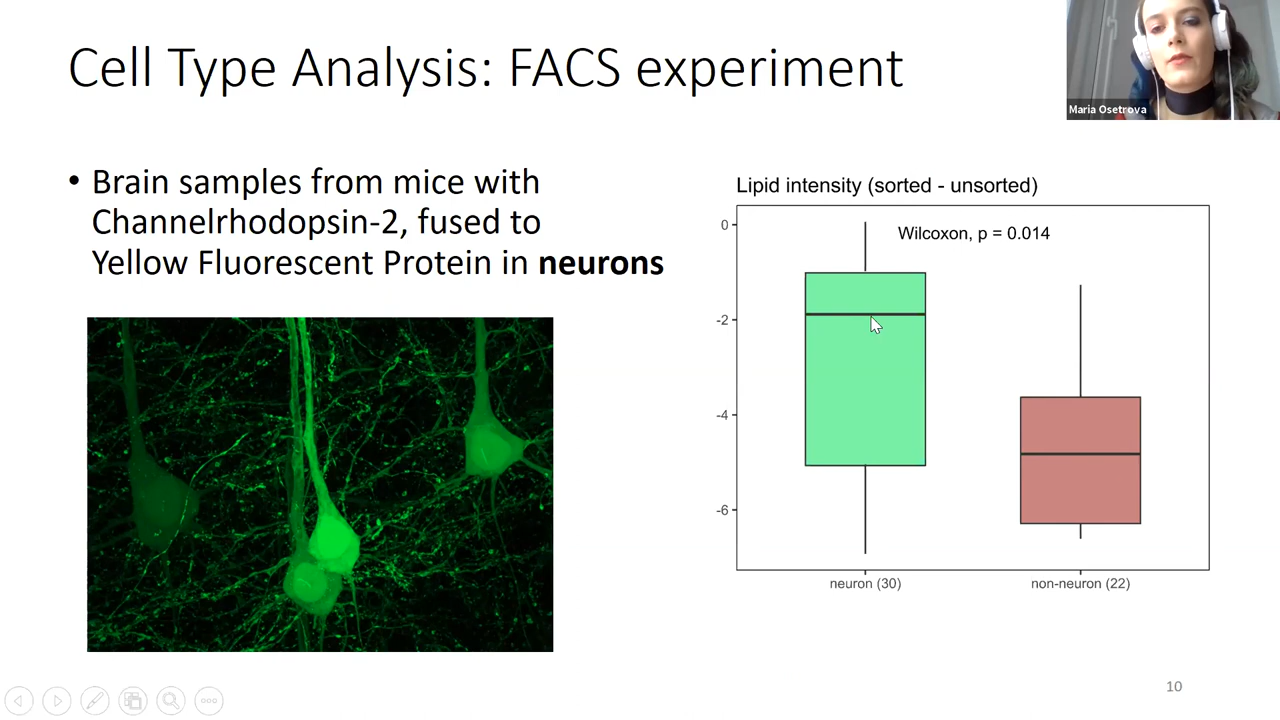 Cell Type Analysis: FACS experiment
Maria Osetrova
• Brain samples from mice with
Channelrhodopsin-2, fused to
Yellow Fluorescent Protein in neurons
Lipid intensity (sorted - unsorted)
Wilcoxon, p = 0.014
0
-2
-4
-6
neuron (30)
non-neuron (22)
10